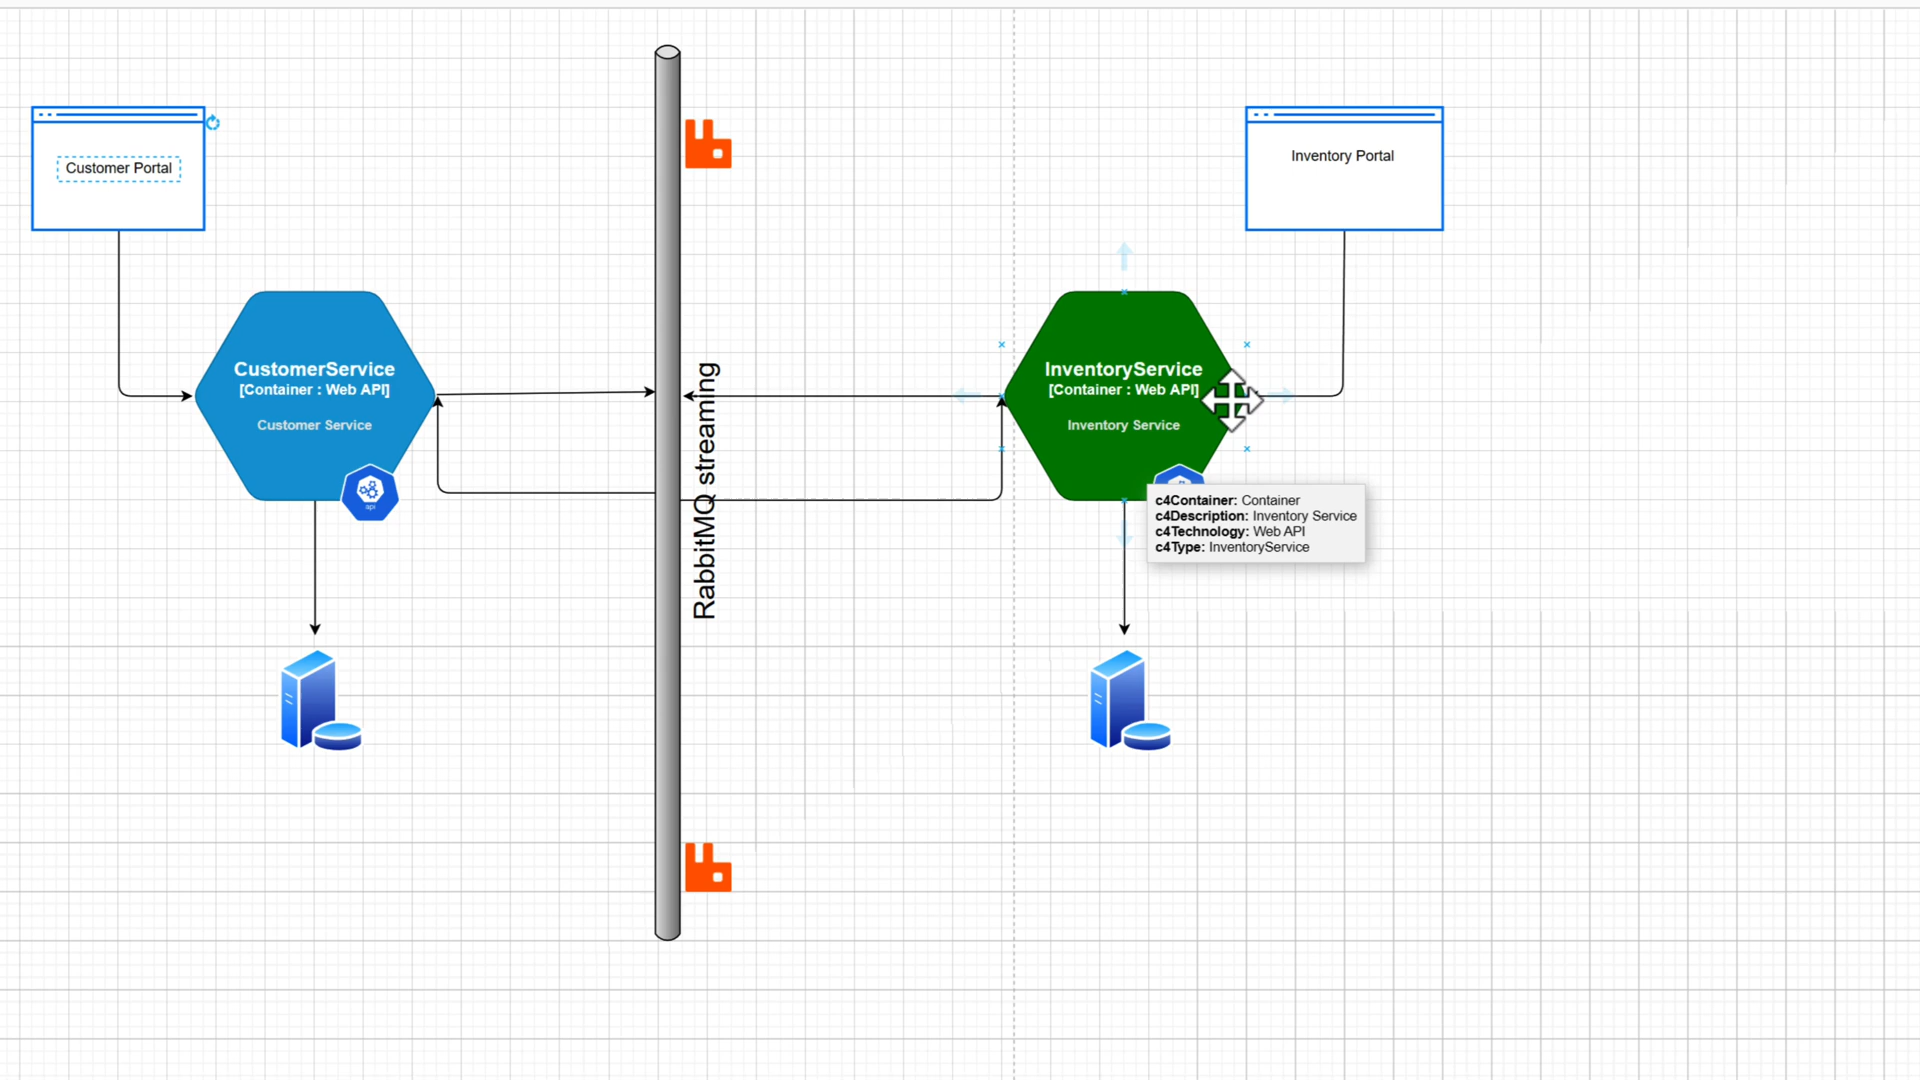 Customer Portal
Inventory Portal
CustomerService
[Container : Web API]
Customer Service
api
RabbitMQ streaming
InventoryService
[Container : Web API]
Inventory Service
c4Container: Container
c4Description: Inventory Service
c4Technology: Web API
c4Type: InventoryService